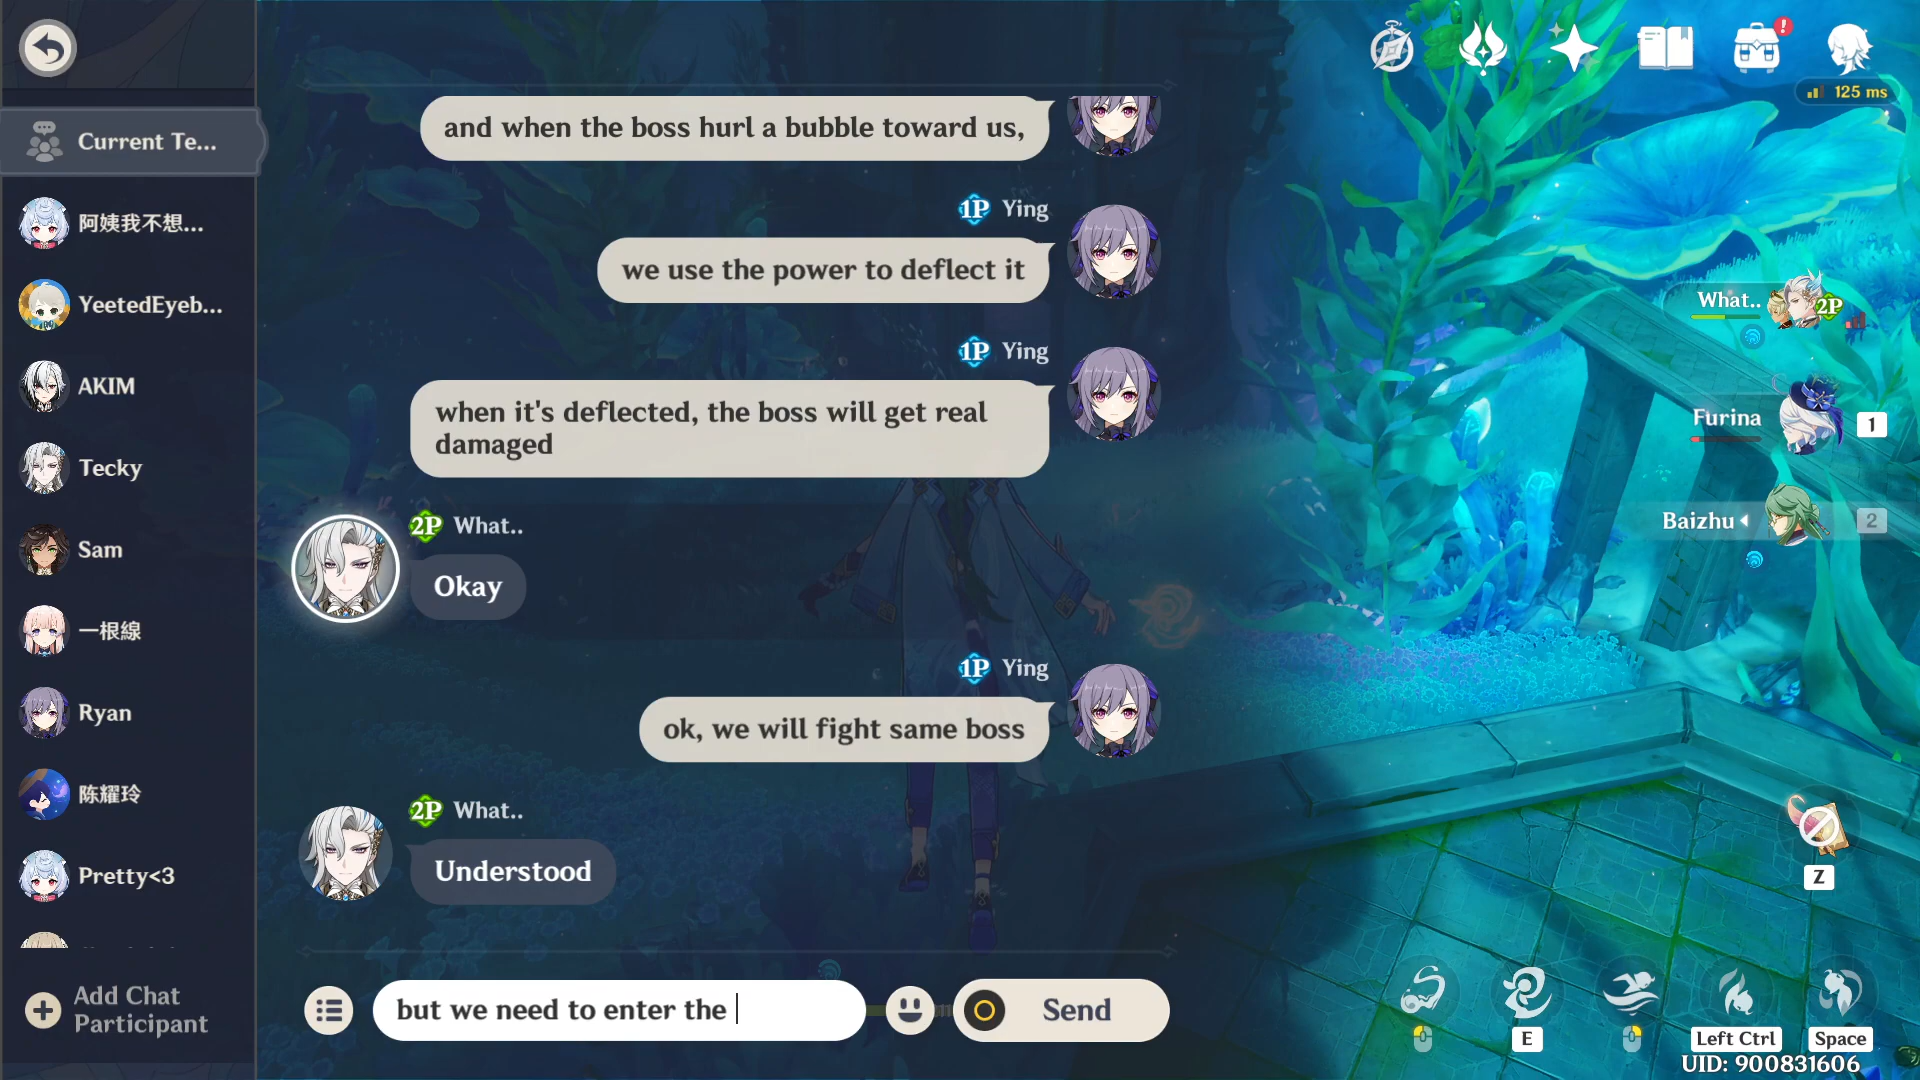 125 ms
Current Te...
阿姨我不想...
YeetedEyeb...
AKIM
Tecky
Sam
一根線
Ryan
陈耀玲
Pretty<3
Add Chat
Participant
and when the boss hurl a bubble toward us,
1P Ying
we use the power to deflect it
1P Ying
when it's deflected, the boss will get real
damaged
2P What..
Okay
1P Ying
ok, we will fight same boss
2P What..
Understood
but we need to enter the
Send
What.. 2P
Furina 1
Baizhu 2
Z
E
Left Ctrl
Space
UID: 900831606